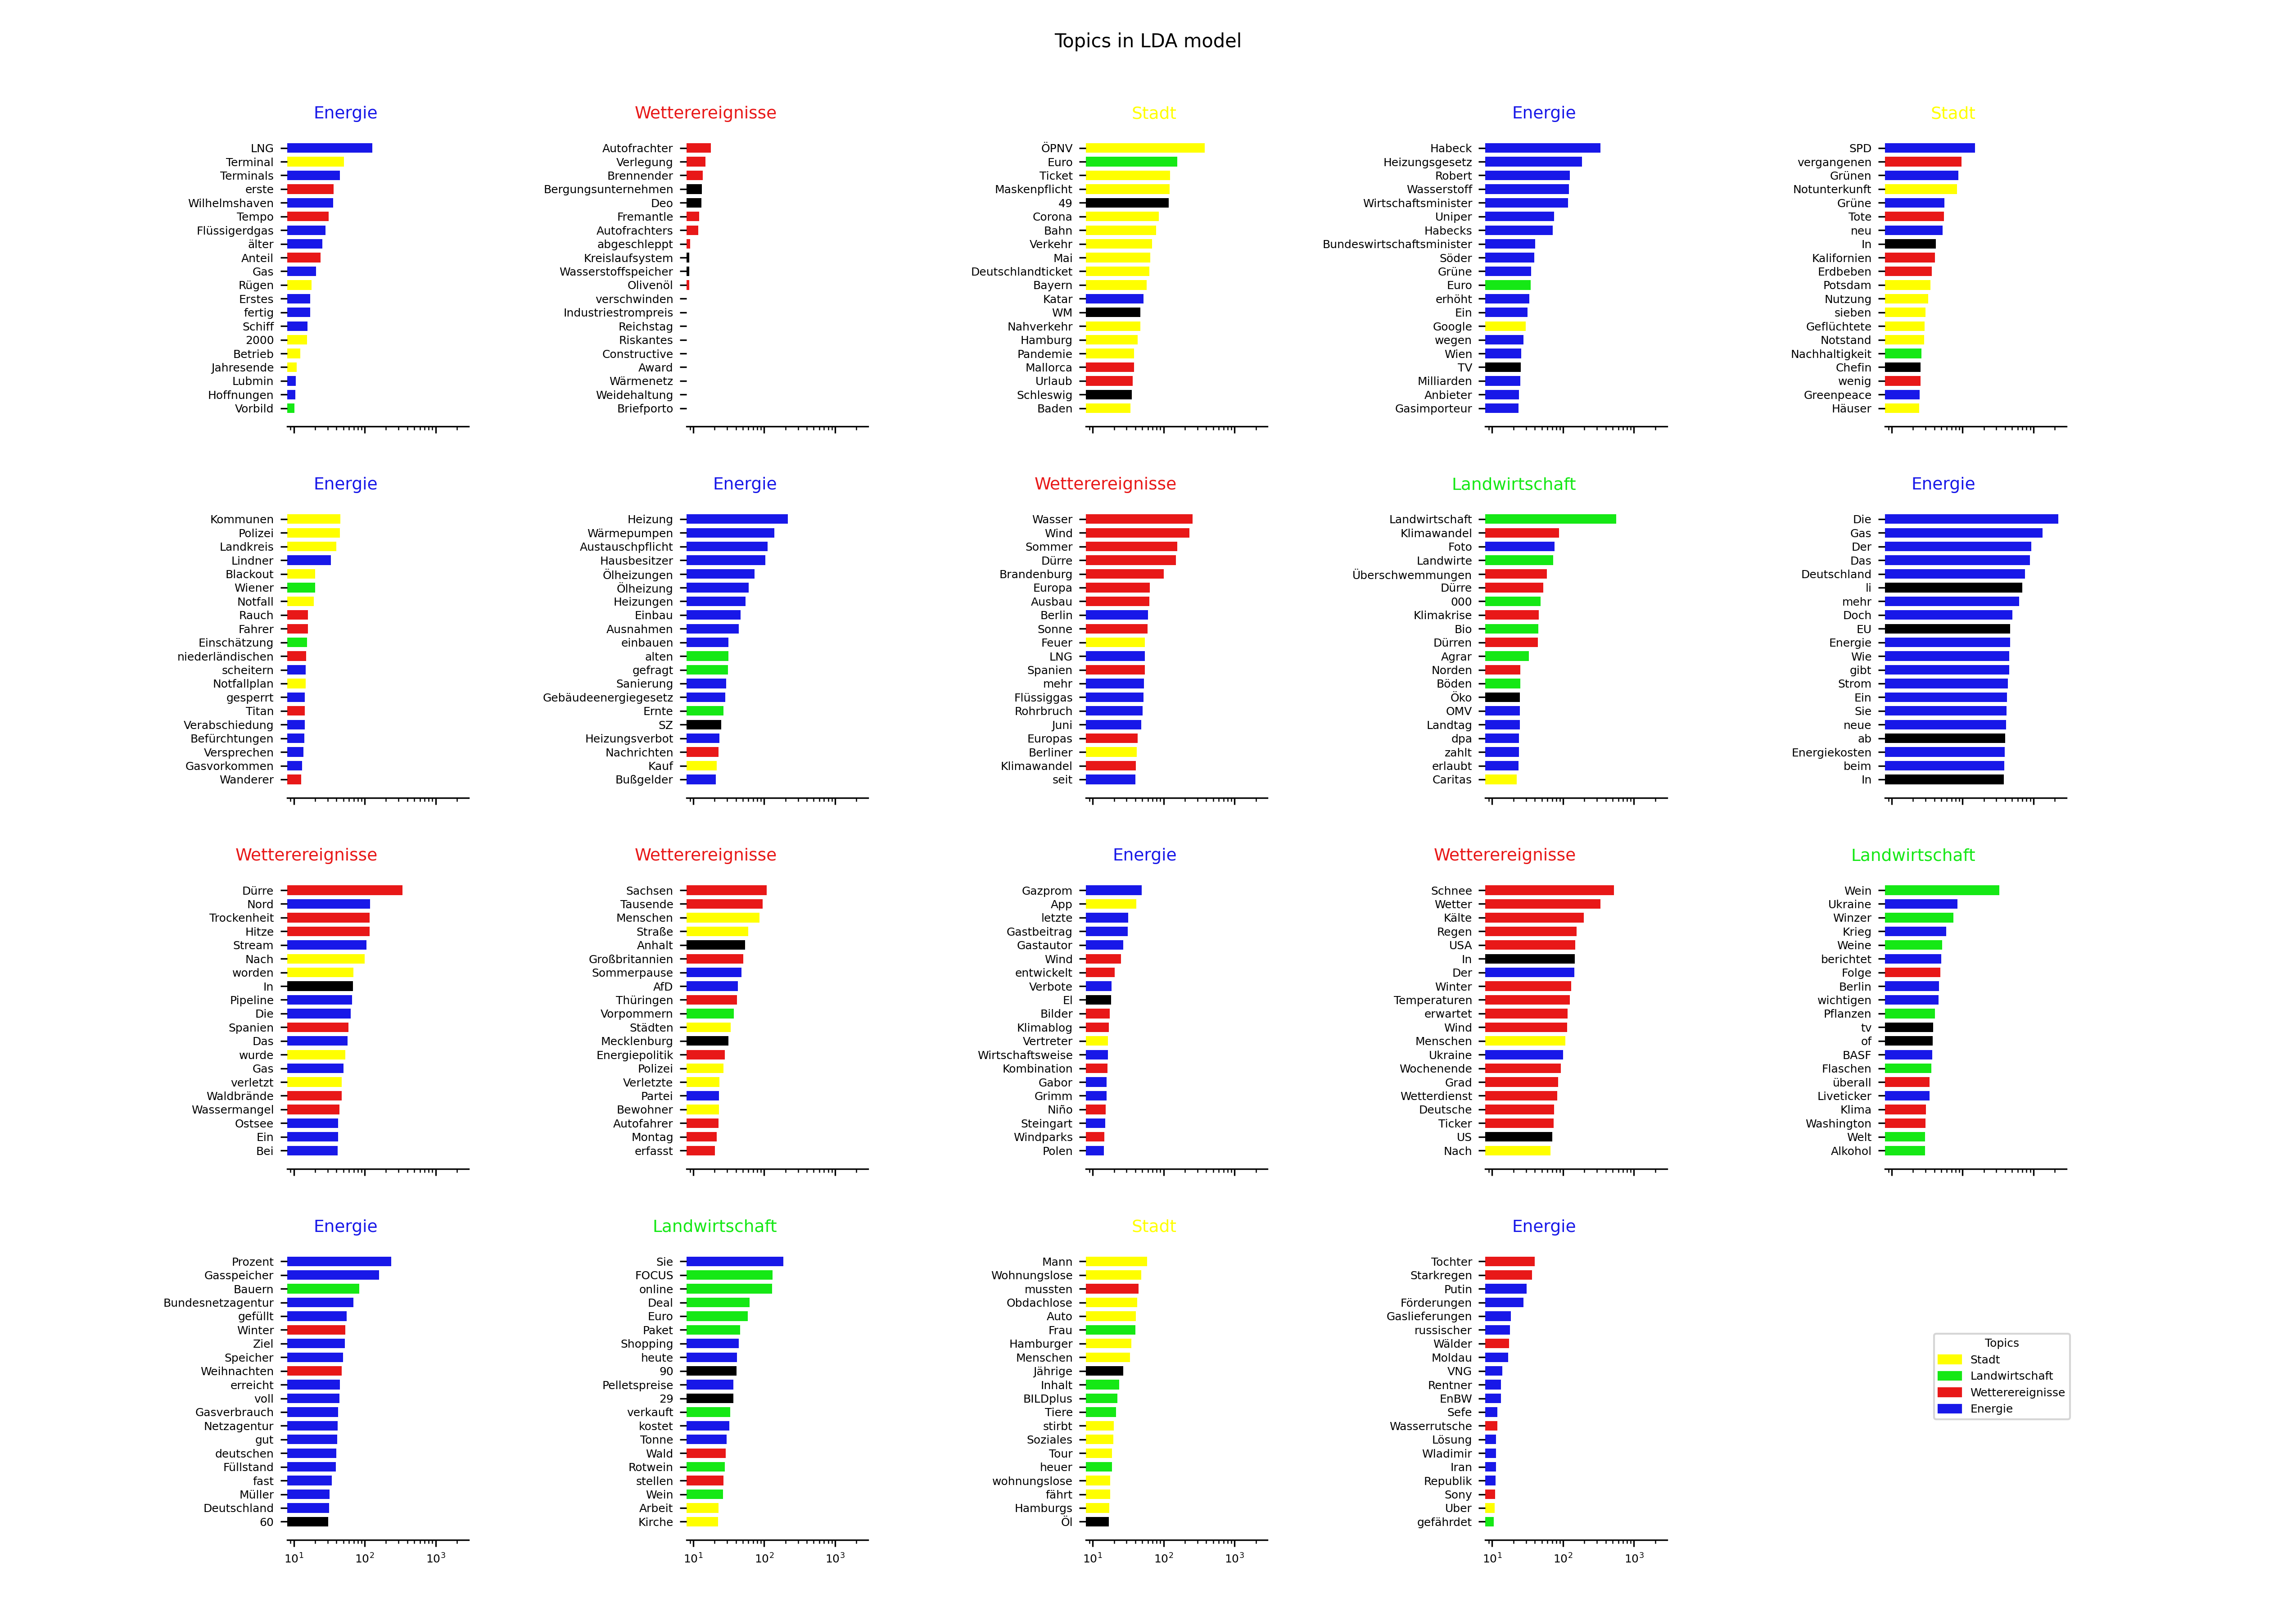 Topics in LDA model
Energie
LNG
Terminal
Terminals
erste
Wilhelmshaven
Tempo
Flüssigerdgas
älter
Anteil
Gas
Rügen
Erstes
fertig
Schiff
2000
Betrieb
Jahresende
Lubmin
Hoffnungen
Vorbild
Wetterereignisse
Autofrachter
Verlegung
Brennender
Bergungsunternehmen
Deo
Fremantle
Autofrachters
abgeschleppt
Kreislaufsystem
Wasserstoffspeicher
Olivenöl
verschwinden
Industriestrompreis
Reichstag
Riskantes
Constructive
Award
Wärmenetz
Weidehaltung
Briefporto
Stadt
ÖPNV
Euro
Ticket
Maskenpflicht
49
Corona
Bahn
Verkehr
Mai
Deutschlandticket
Bayern
Katar
WM
Nahverkehr
Hamburg
Pandemie
Mallorca
Urlaub
Schleswig
Baden
Energie
Habeck
Heizungsgesetz
Robert
Wasserstoff
Wirtschaftsminister
Uniper
Habecks
Bundeswirtschaftsminister
Söder
Grüne
Euro
erhöht
Ein
Google
wegen
Wien
TV
Milliarden
Anbieter
Gasimporteur
Stadt
SPD
vergangenen
Grünen
Notunterkunft
Grüne
Tote
neu
In
Kalifornien
Erdbeben
Potsdam
Nutzung
sieben
Geflüchtete
Notstand
Nachhaltigkeit
Chefin
wenig
Greenpeace
Häuser
Energie
Kommunen
Polizei
Landkreis
Lindner
Blackout
Wiener
Notfall
Rauch
Fahrer
Einschätzung
niederländischen
scheitern
Notfallplan
gesperrt
Titan
Verabschiedung
Befürchtungen
Versprechen
Gasvorkommen
Wanderer
Energie
Heizung
Wärmepumpen
Austauschpflicht
Hausbesitzer
Ölheizungen
Ölheizung
Heizungen
Einbau
Ausnahmen
einbauen
alten
gefragt
Sanierung
Gebäudeenergiegesetz
Ernte
SZ
Heizungsverbot
Nachrichten
Kauf
Bußgelder
Wetterereignisse
Wasser
Wind
Sommer
Dürre
Brandenburg
Europa
Ausbau
Berlin
Sonne
Feuer
LNG
Spanien
mehr
Flüssiggas
Rohrbruch
Juni
Europas
Berliner
Klimawandel
seit
Landwirtschaft
Landwirtschaft
Klimawandel
Foto
Landwirte
Überschwemmungen
Dürre
000
Klimakrise
Bio
Dürren
Agrar
Norden
Böden
Öko
OMV
Landtag
dpa
zahlt
erlaubt
Caritas
Energie
Die
Gas
Der
Das
Deutschland
li
mehr
Doch
EU
Energie
Wie
gibt
Strom
Ein
Sie
neue
ab
Energiekosten
beim
In
Wetterereignisse
Dürre
Nord
Trockenheit
Hitze
Stream
Nach
worden
In
Pipeline
Die
Spanien
Das
wurde
Gas
verletzt
Waldbrände
Wassermangel
Ostsee
Ein
Bei
Wetterereignisse
Sachsen
Tausende
Menschen
Straße
Anhalt
Großbritannien
Sommerpause
AfD
Thüringen
Vorpommern
Städten
Mecklenburg
Energiepolitik
Polizei
Verletzte
Partei
Bewohner
Autofahrer
Montag
erfasst
Energie
Gazprom
App
letzte
Gastbeitrag
Gastautor
Wind
entwickelt
Verbote
El
Bilder
Klimablog
Vertreter
Wirtschaftsweise
Kombination
Gabor
Grimm
Niño
Steingart
Windparks
Polen
Wetterereignisse
Schnee
Wetter
Kälte
Regen
USA
In
Der
Winter
Temperaturen
erwartet
Wind
Menschen
Ukraine
Wochenende
Grad
Wetterdienst
Deutsche
Ticker
US
Nach
Landwirtschaft
Wein
Ukraine
Winzer
Krieg
Weine
berichtet
Folge
Berlin
wichtigen
Pflanzen
tv
of
BASF
Flaschen
überall
Liveticker
Klima
Washington
Welt
Alkohol
Energie
Prozent
Gasspeicher
Bauern
Bundesnetzagentur
gefüllt
Winter
Ziel
Speicher
Weihnachten
erreicht
voll
Gasverbrauch
Netzagentur
gut
deutschen
Füllstand
fast
Müller
Deutschland
60
10¹ 10² 10³
Landwirtschaft
Sie
FOCUS
online
Deal
Euro
Paket
Shopping
heute
90
Pelletspreise
29
verkauft
kostet
Tonne
Wald
Rotwein
stellen
Wein
Arbeit
Kirche
10¹ 10² 10³
Stadt
Mann
Wohnungslose
mussten
Obdachlose
Auto
Frau
Hamburger
Menschen
Jährige
Inhalt
BILDplus
Tiere
stirbt
Soziales
Tour
heuer
wohnungslose
fährt
Hamburgs
Öl
10¹ 10² 10³
Energie
Tochter
Starkregen
Putin
Förderungen
Gaslieferungen
russischer
Wälder
Moldau
VNG
Rentner
EnBW
Sefe
Wasserrutsche
Lösung
Wladimir
Iran
Republik
Sony
Uber
gefährdet
10¹ 10² 10³
Topics
Stadt
Landwirtschaft
Wetterereignisse
Energie